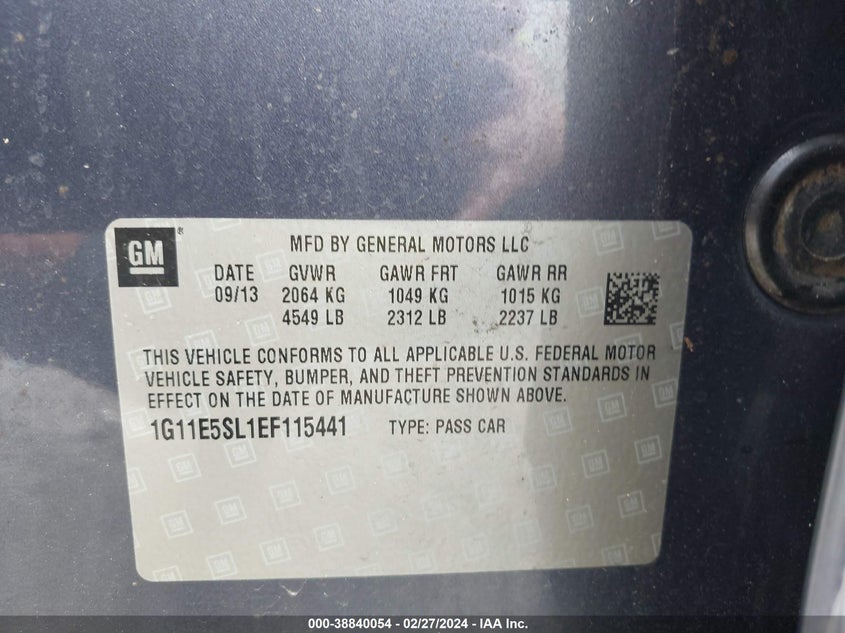 GM
MFD BY GENERAL MOTORS LLC
DATE GVWR GAWR FRT GAWR RR
09/13 2064 KG 1049 KG 1015 KG
4549 LB 2312 LB 2237 LB
THIS VEHICLE CONFORMS TO ALL APPLICABLE U.S. FEDERAL MOTOR
VEHICLE SAFETY, BUMPER, AND THEFT PREVENTION STANDARDS IN
EFFECT ON THE DATE OF MANUFACTURE SHOWN ABOVE.
1G11E5SL1EF115441 TYPE: PASS CAR
000-38840054 - 02/27/2024 - IAA Inc.